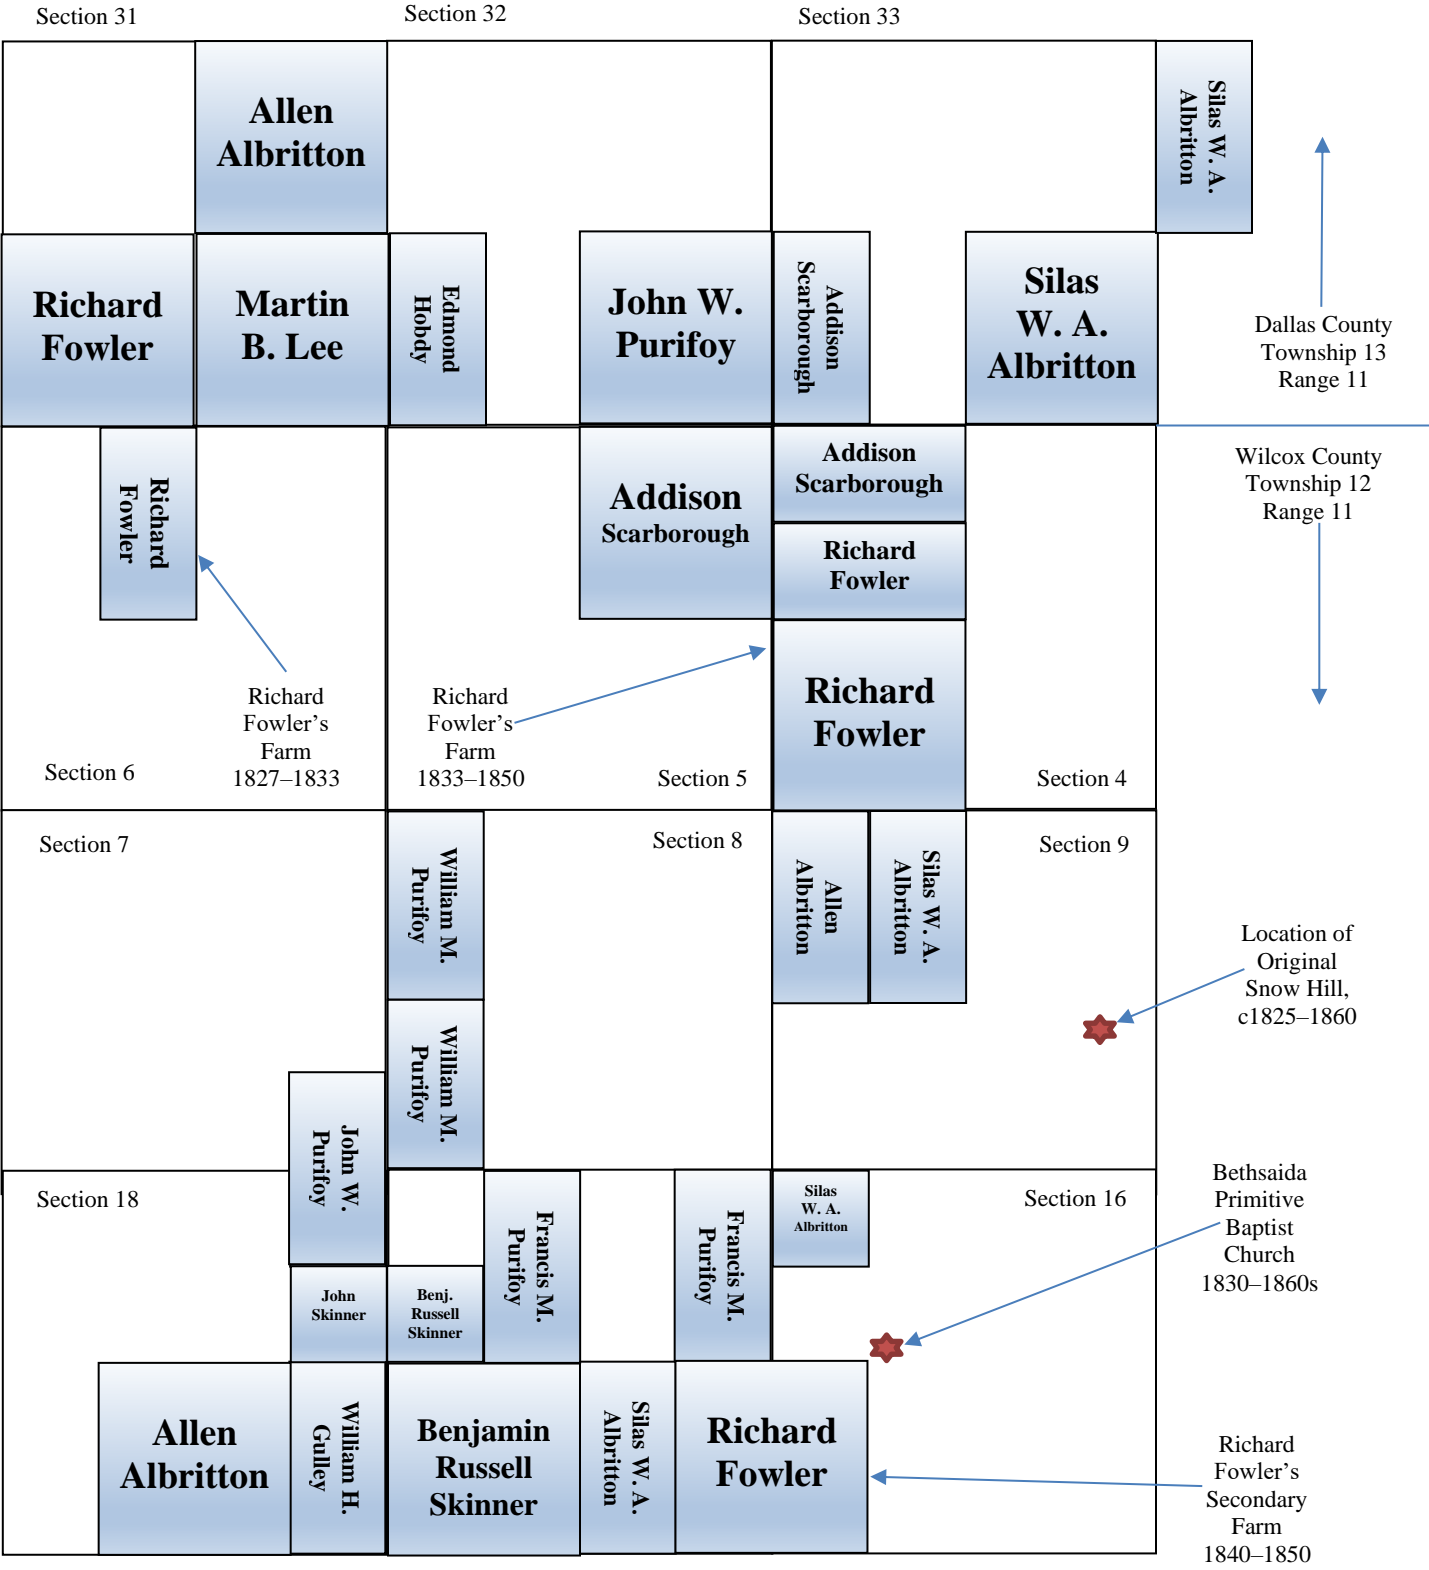 Section 31
Section 32
Section 33
Allen
Albritton
Silas W. A.
Albritton
Richard
Fowler
Martin
B. Lee
Edmond
Hobdy
John W.
Purifoy
Addison
Scarborough
Silas
W. A.
Albritton
Dallas County
Township 13
Range 11
Wilcox County
Township 12
Range 11
Richard
Fowler
Addison
Scarborough
Addison
Scarborough
Richard
Fowler
Richard
Fowler
Richard
Fowler’s
Farm
1827–1833
Richard
Fowler’s
Farm
1833–1850
Section 6
Section 5
Section 4
Section 7
Section 8
Section 9
William M.
Purifoy
Allen
Albritton
Silas W. A.
Albritton
Location of
Original
Snow Hill,
c1825–1860
William M.
Purifoy
John W.
Purifoy
Section 18
Section 16
Francis M.
Purifoy
Francis M.
Purifoy
Silas
W. A.
Albritton
Bethsaida
Primitive
Baptist
Church
1830–1860s
John
Skinner
Benj.
Russell
Skinner
Allen
Albritton
William H.
Gulley
Benjamin
Russell
Skinner
Silas W. A.
Albritton
Richard
Fowler
Richard
Fowler’s
Secondary
Farm
1840–1850